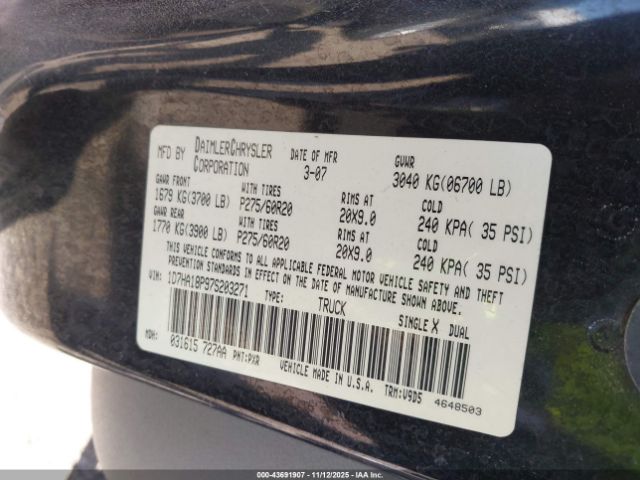 MFD BY DAIMLERCHRYSLER CORPORATION DATE OF MFR 3-07 GVWR 3040 KG(06700 LB)
GAWR FRONT WITH TIRES RIMS AT COLD
1679 KG(3700 LB) P275/60R20 20X9.0 240 KPA( 35 PSI)
GAWR REAR WITH TIRES RIMS AT COLD
1770 KG(3900 LB) P275/60R20 20X9.0 240 KPA( 35 PSI)
THIS VEHICLE CONFORMS TO ALL APPLICABLE FEDERAL MOTOR VEHICLE SAFETY AND THEFT
PREVENTION STANDARDS IN EFFECT ON THE DATE OF MANUFACTURE SHOWN ABOVE.
VIN: 1D7HA18P97S203271 TYPE: TRUCK SINGLE X DUAL
MDH: 031615 727AA PNT:PXR VEHICLE MADE IN U.S.A. TRM:V9D5
4648503
000-43691907 - 11/12/2025 - IAAI.COM